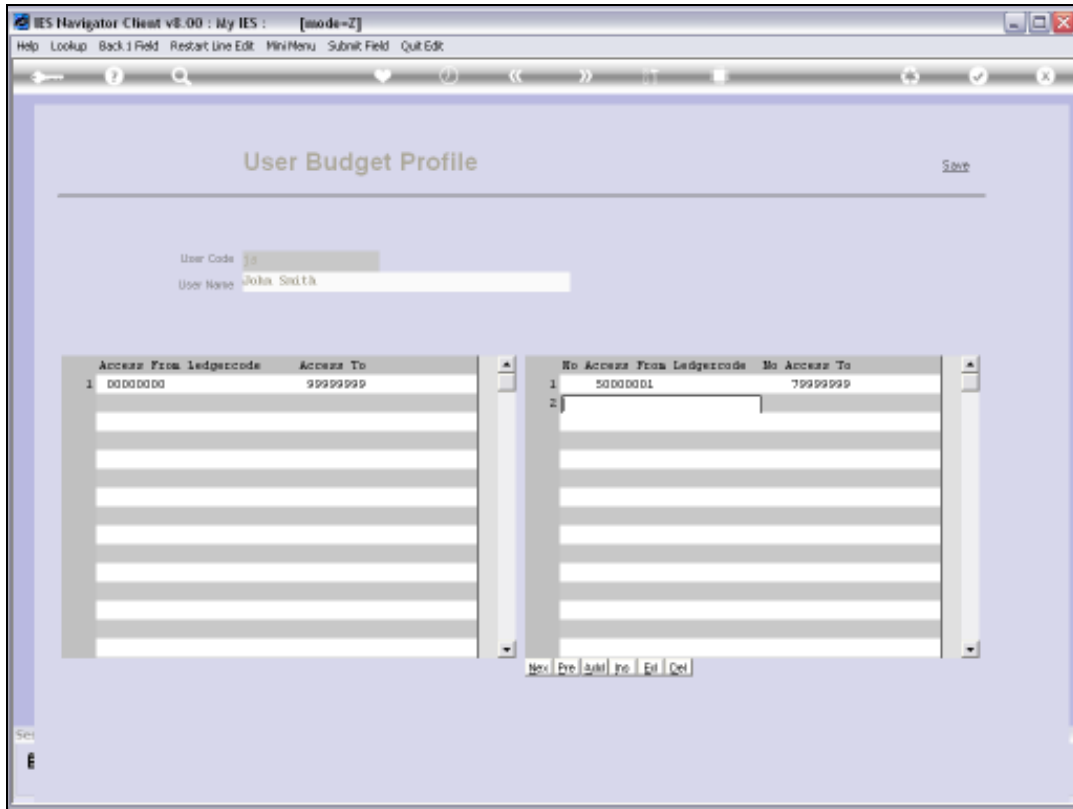 IES Navigator Client v8.00 : My IES : [mode=Z]
Help Lookup Back 1 Field Restart Line Edit MiniMenu Submit Field Quit Edit
User Budget Profile
Save
User Code js
User Name John Smith
Access From Ledgercode Access To
1 00000000 99999999
No Access From Ledgercode No Access To
1 50000001 79999999
2
Nex Pre Add Ins Ed Del